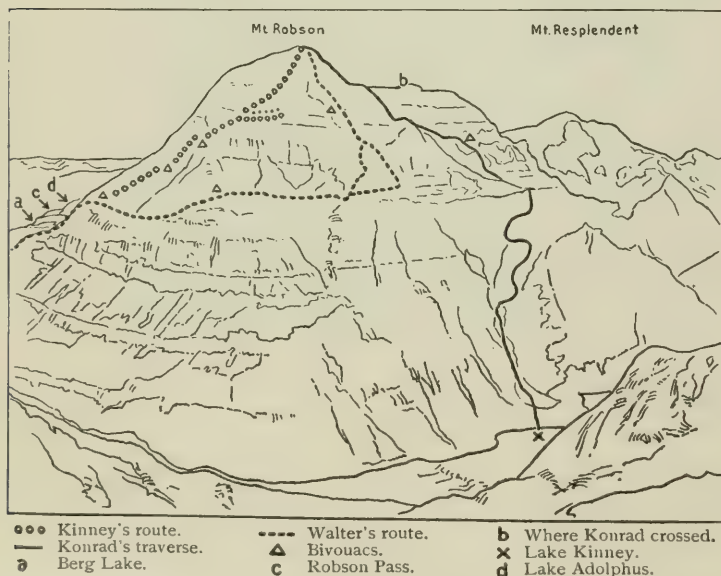 Mt Robson
Mt. Resplendent
b
d
c
a
Kinney's route.
Walter's route.
b Where Konrad crossed.
Konrad's traverse.
Bivouacs.
Lake Kinney.
a Berg Lake.
c Robson Pass.
d Lake Adolphus.